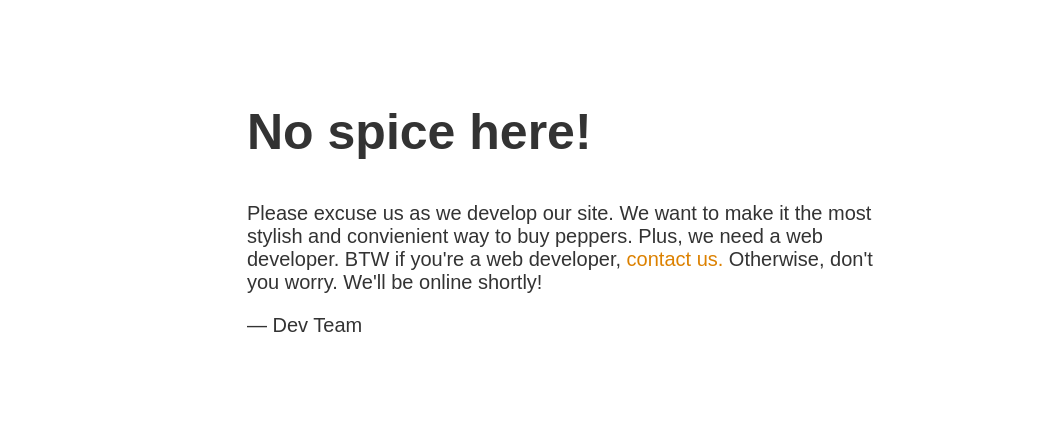 No spice here!
Please excuse us as we develop our site. We want to make it the most
stylish and convienient way to buy peppers. Plus, we need a web
developer. BTW if you're a web developer, contact us. Otherwise, don't
you worry. We'll be online shortly!
— Dev Team